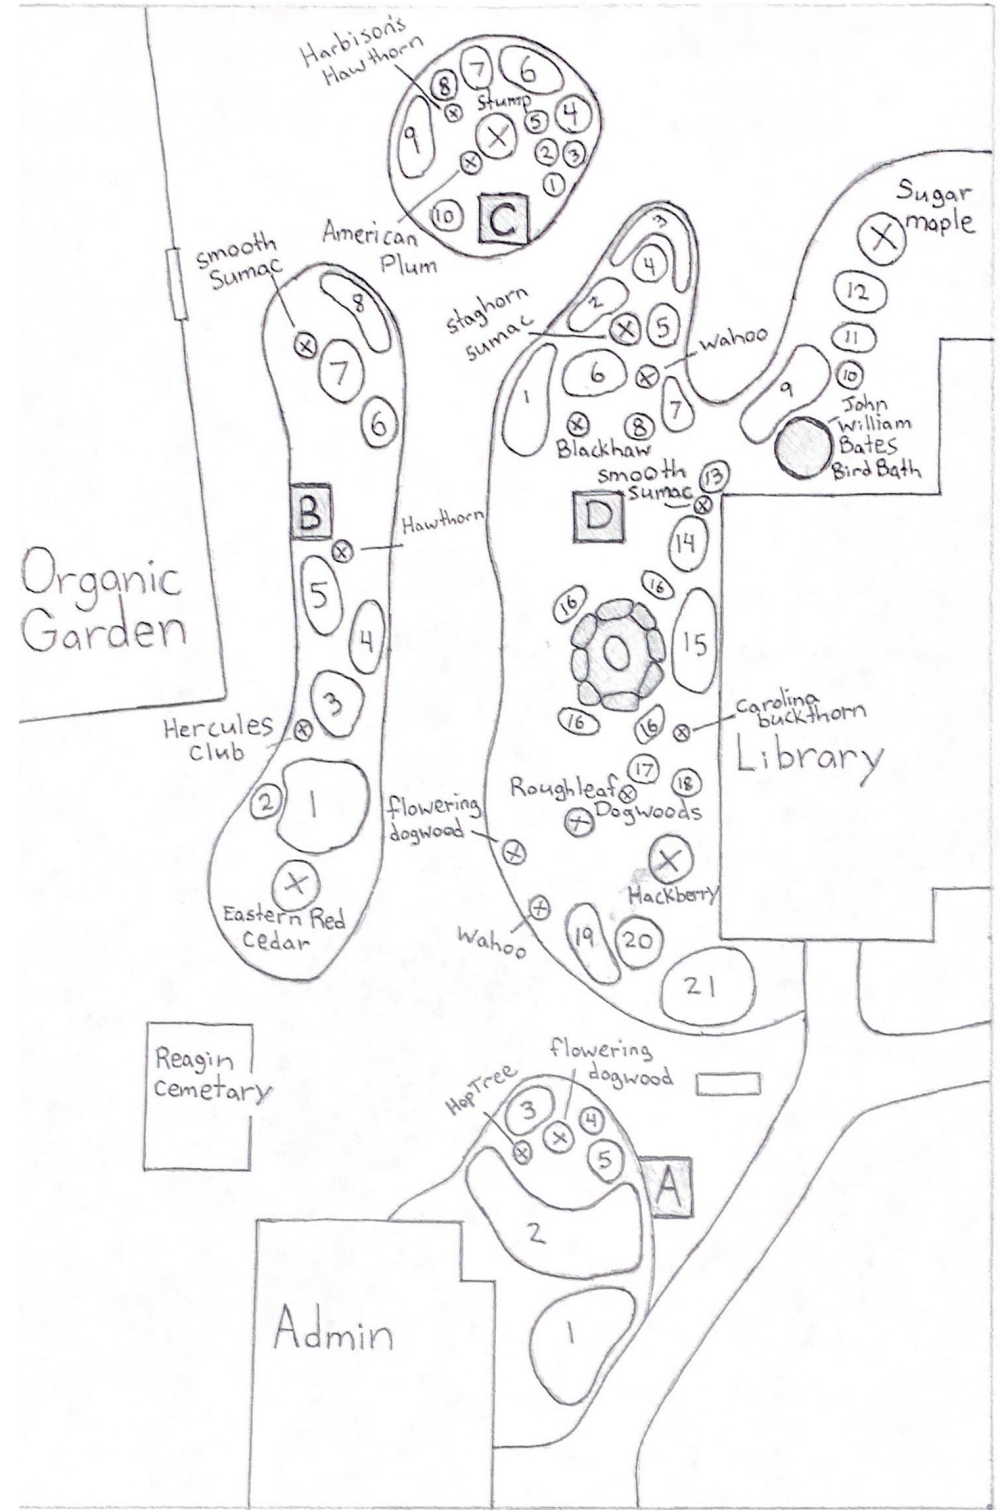 Harbison's
Hawthorn
8
7
6
Stump
9
5
4
2
3
1
10
C
American
Plum
smooth
Sumac
8
7
6
B
Hawthorn
5
4
3
Hercules
Club
2
1
Eastern Red
Cedar
Organic
Garden
3
4
2
staghorn
sumac
5
wahoo
1
6
7
Blackhaw
8
Sugar
maple
12
11
10
9
John
William
Bates
Bird Bath
smooth
Sumac
13
D
14
16
16
15
16
16
Carolina
buckthorn
Library
17
18
Roughleaf
Dogwoods
flowering
dogwood
Hackberry
Wahoo
19
20
21
Reagin
Cemetary
flowering
dogwood
HopTree
3
4
5
A
2
1
Admin